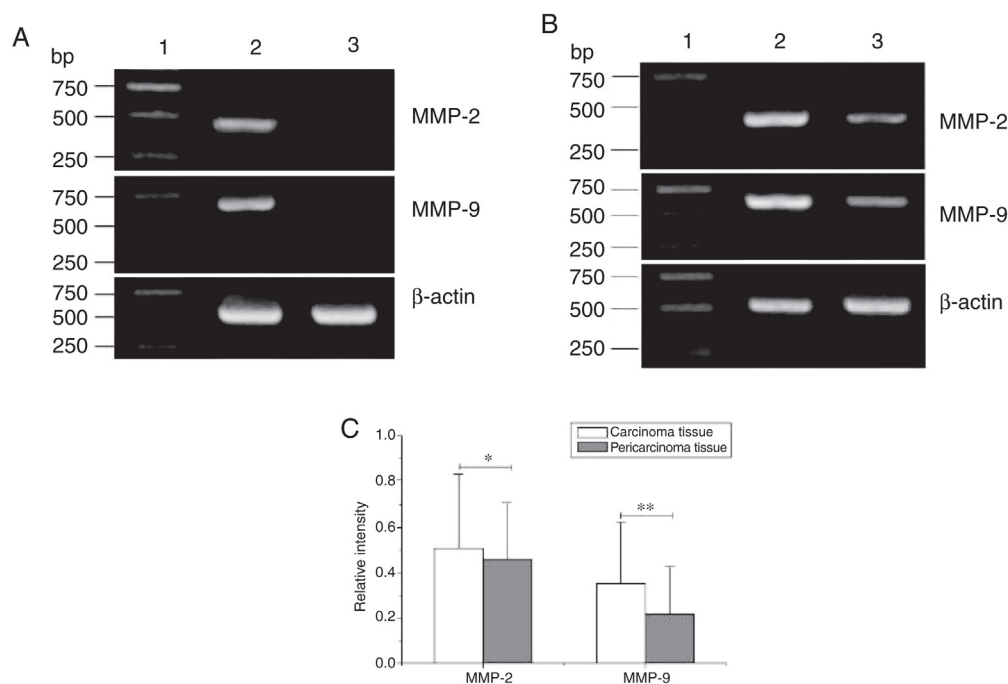 A
bp
1 2 3
750
500
250
MMP-2
750
500
250
MMP-9
750
500
250
β-actin
B
bp
1 2 3
750
500
250
MMP-2
750
500
250
MMP-9
750
500
250
β-actin
C
Carcinoma tissue
Pericarcinoma tissue
Relative intensity
1.0
0.8
0.6
0.4
0.2
0.0
*
**
MMP-2 MMP-9